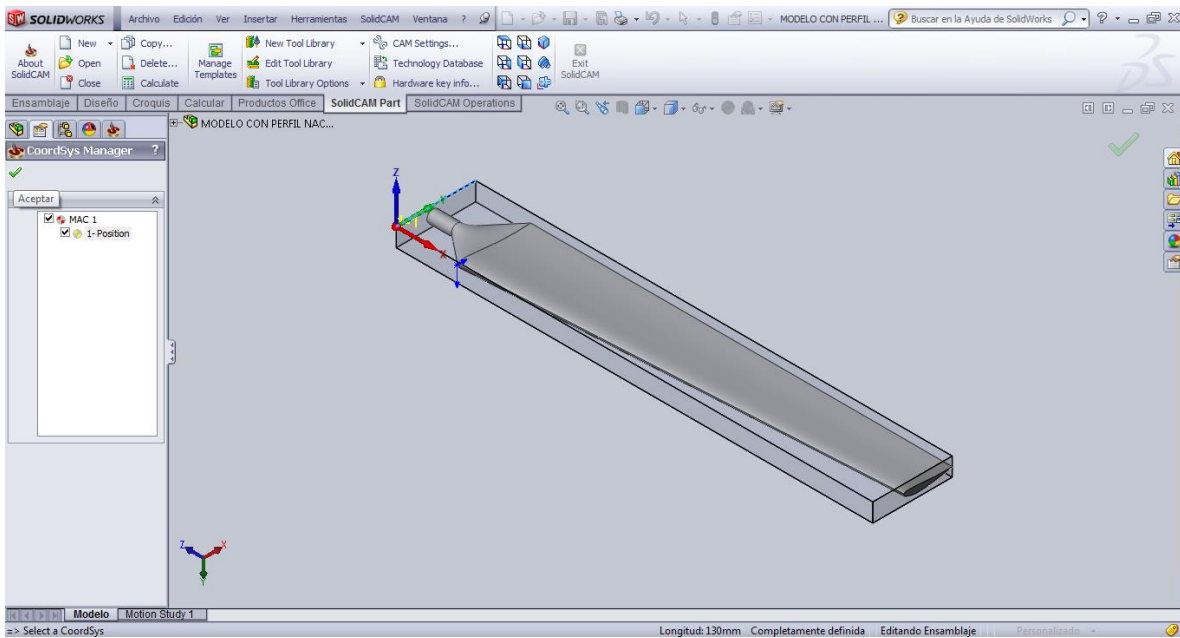 SOLIDWORKS Archivo Edición Ver Insertar Herramientas SolidCAM Ventana ? MODELO CON PERFIL ... Buscar en la Ayuda de SolidWorks ?
About SolidCAM
New
Open
Close
Copy...
Delete...
Calculate
Manage Templates
New Tool Library
Edit Tool Library
Tool Library Options
CAM Settings...
Technology Database
Hardware key info...
Exit SolidCAM
Ensamblaje Diseño Croquis Calcular Productos Office SolidCAM Part SolidCAM Operations
MODELO CON PERFIL NAC...
CoordSys Manager ?
Aceptar
MAC 1
1- Position
Z
Y
X
Z X
Y
Modelo Motion Study 1
=> Select a CoordSys Longitud: 130mm Completamente definida Editando Ensamblaje Personalizado